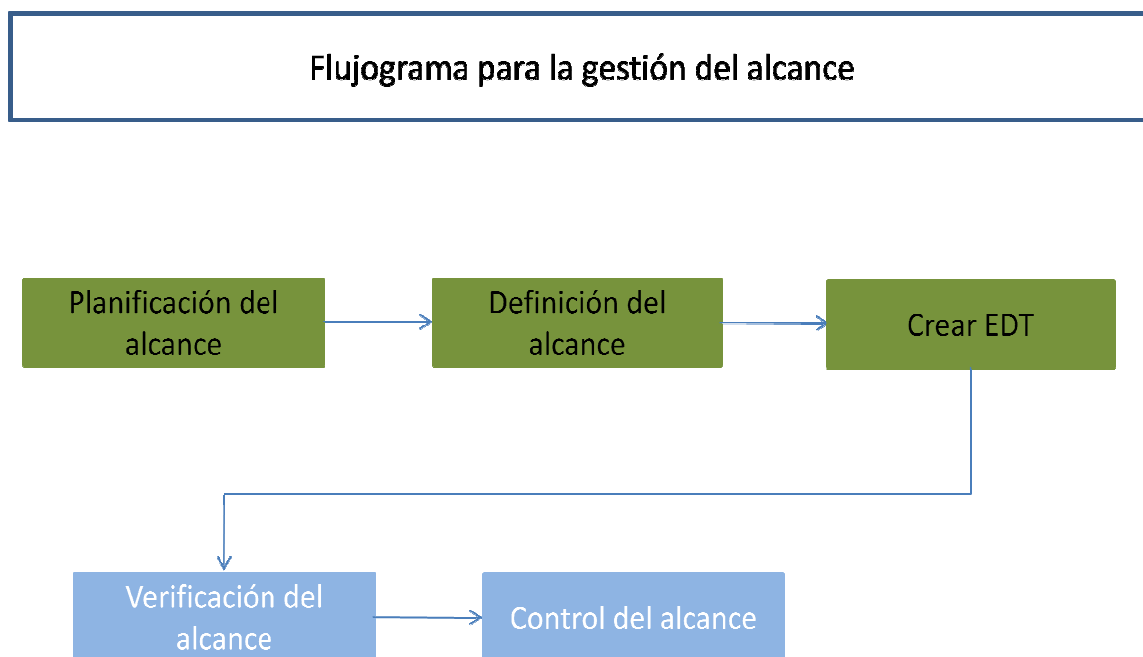 Flujograma para la gestión del alcance
Planificación del
alcance
Definición del
alcance
Crear EDT
Verificación del
alcance
Control del alcance